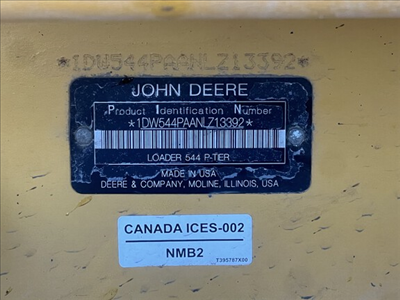 *1DW544PAANLZ13392*
JOHN DEERE
Product Identification Number
*1DW544PAANLZ13392*
LOADER 544 P-TIER
MADE IN USA
DEERE & COMPANY, MOLINE, ILLINOIS, USA
CANADA ICES-002
NMB2
T395787X00